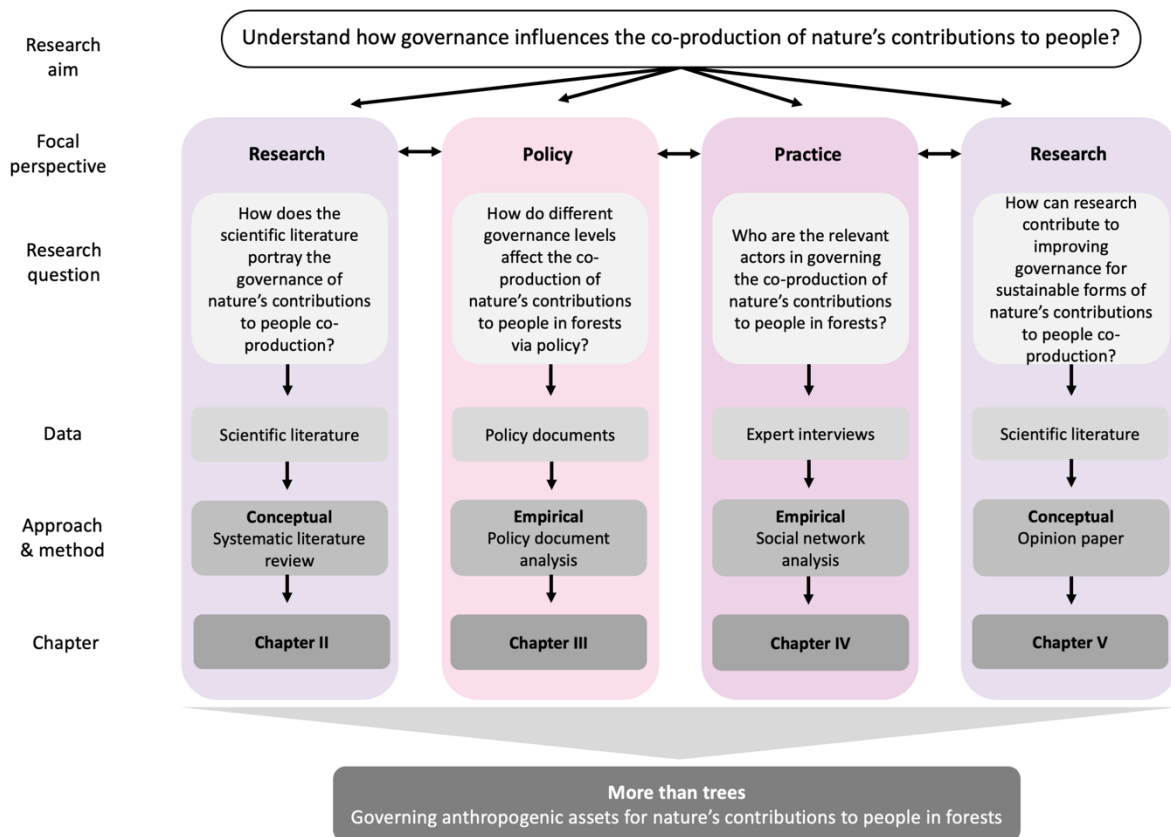 Research
aim
Understand how governance influences the co-production of nature’s contributions to people?
Focal
perspective
Research
Policy
Practice
Research
Research
question
How does the
scientific literature
portray the
governance of
nature’s contributions
to people co-
production?
How do different
governance levels
affect the co-
production of
nature’s contributions
to people in forests
via policy?
Who are the relevant
actors in governing
the co-production of
nature’s contributions
to people in forests?
How can research
contribute to
improving
governance for
sustainable forms of
nature’s contributions
to people co-
production?
Data
Scientific literature
Policy documents
Expert interviews
Scientific literature
Approach
& method
Conceptual
Systematic literature
review
Empirical
Policy document
analysis
Empirical
Social network
analysis
Conceptual
Opinion paper
Chapter
Chapter II
Chapter III
Chapter IV
Chapter V
More than trees
Governing anthropogenic assets for nature’s contributions to people in forests